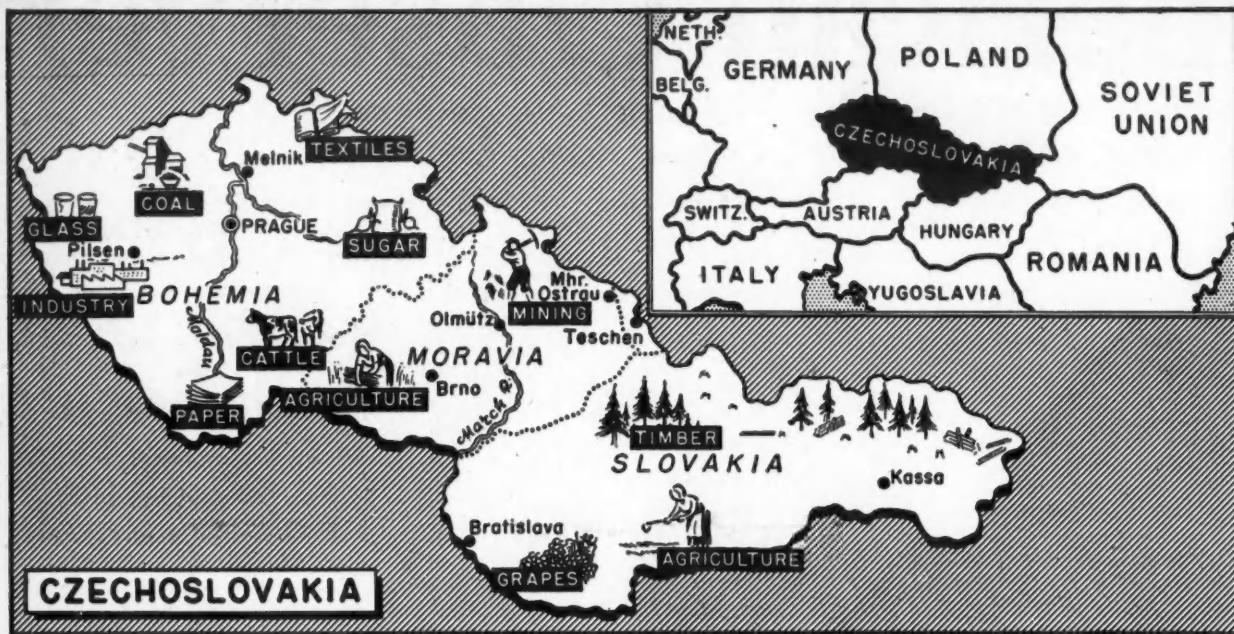 TEXTILES
Melnik
COAL
GLASS
PRAGUE
SUGAR
Pilsen
INDUSTRY
BOHEMIA
Moldau
CATTLE
PAPER
Mhr.
Ostrau
MINING
Teschen
Olmütz
MORAVIA
AGRICULTURE
Brno
March R.
TIMBER
SLOVAKIA
Kassa
Bratislava
GRAPES
AGRICULTURE
CZECHOSLOVAKIA
NETH.
BELG.
GERMANY
POLAND
SOVIET
UNION
CZECHOSLOVAKIA
SWITZ.
AUSTRIA
HUNGARY
ITALY
YUGOSLAVIA
ROMANIA